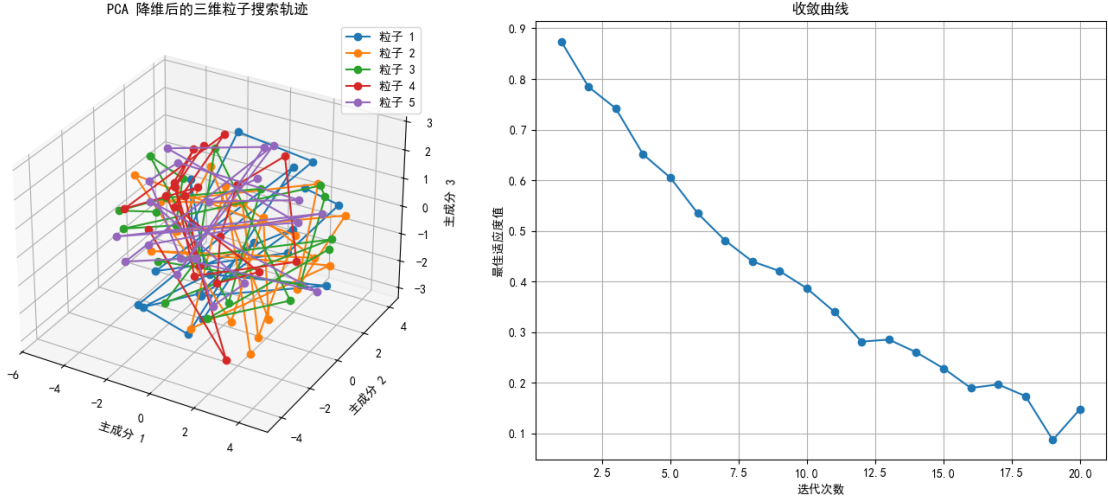 PCA 降维后的三维粒子搜索轨迹
粒子 1
粒子 2
粒子 3
粒子 4
粒子 5
3
2
1
0
−1
−2
−3
主成分 3
−6
−4
−2
0
2
4
主成分 1
−4
−2
0
2
4
主成分 2
收敛曲线
0.9
0.8
0.7
0.6
0.5
0.4
0.3
0.2
0.1
最佳适应度值
2.5 5.0 7.5 10.0 12.5 15.0 17.5 20.0
迭代次数